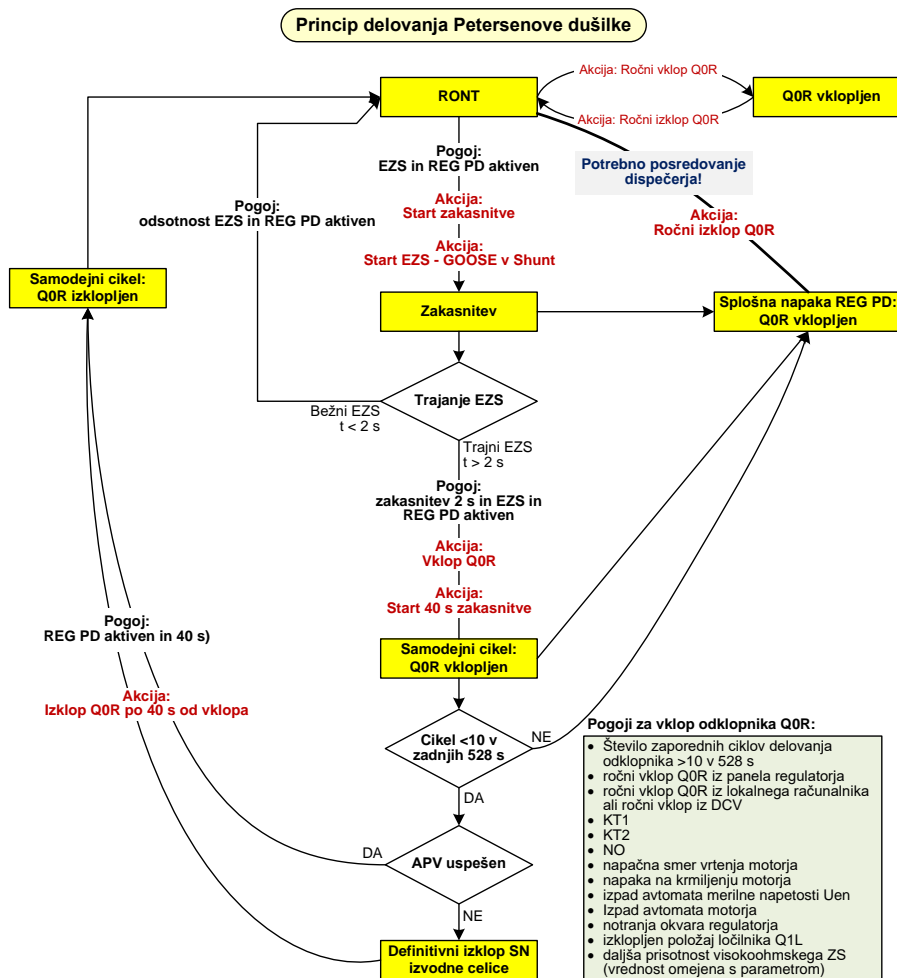 Princip delovanja Petersenove dušilke
RONT
Akcija: Ročni vklop Q0R
Akcija: Ročni izklop Q0R
Q0R vklopljen
Pogoj:
EZS in REG PD aktiven
Akcija:
Start zakasnitve
Akcija:
Start EZS - GOOSE v Shunt
Potrebno posredovanje
dispečerja!
Akcija:
Ročni izklop Q0R
Pogoj:
odsotnost EZS in REG PD aktiven
Samodejni cikel:
Q0R izklopljen
Zakasnitev
Splošna napaka REG PD:
Q0R vklopljen
Trajanje EZS
Bežni EZS
t < 2 s
Trajni EZS
t > 2 s
Pogoj:
zakasnitev 2 s in EZS in
REG PD aktiven
Akcija:
Vklop Q0R
Akcija:
Start 40 s zakasnitve
Pogoj:
REG PD aktiven in 40 s)
Akcija:
Izklop Q0R po 40 s od vklopa
Samodejni cikel:
Q0R vklopljen
Cikel <10 v
zadnjih 528 s
NE
DA
APV uspešen
DA
NE
Definitivni izklop SN
izvodne celice
Pogoji za vklop odklopnika Q0R:
• Število zaporednih ciklov delovanja
odklopnika >10 v 528 s
• ročni vklop Q0R iz panela regulatorja
• ročni vklop Q0R iz lokalnega računalnika
ali ročni vklop iz DCV
• KT1
• KT2
• NO
• napačna smer vrtenja motorja
• napaka na krmiljenju motorja
• izpad avtomata merilne napetosti Uen
• Izpad avtomata motorja
• notranja okvara regulatorja
• izklopljen položaj ločilnika Q1L
• daljša prisotnost visokoohmskega ZS
(vrednost omejena s parametrom)